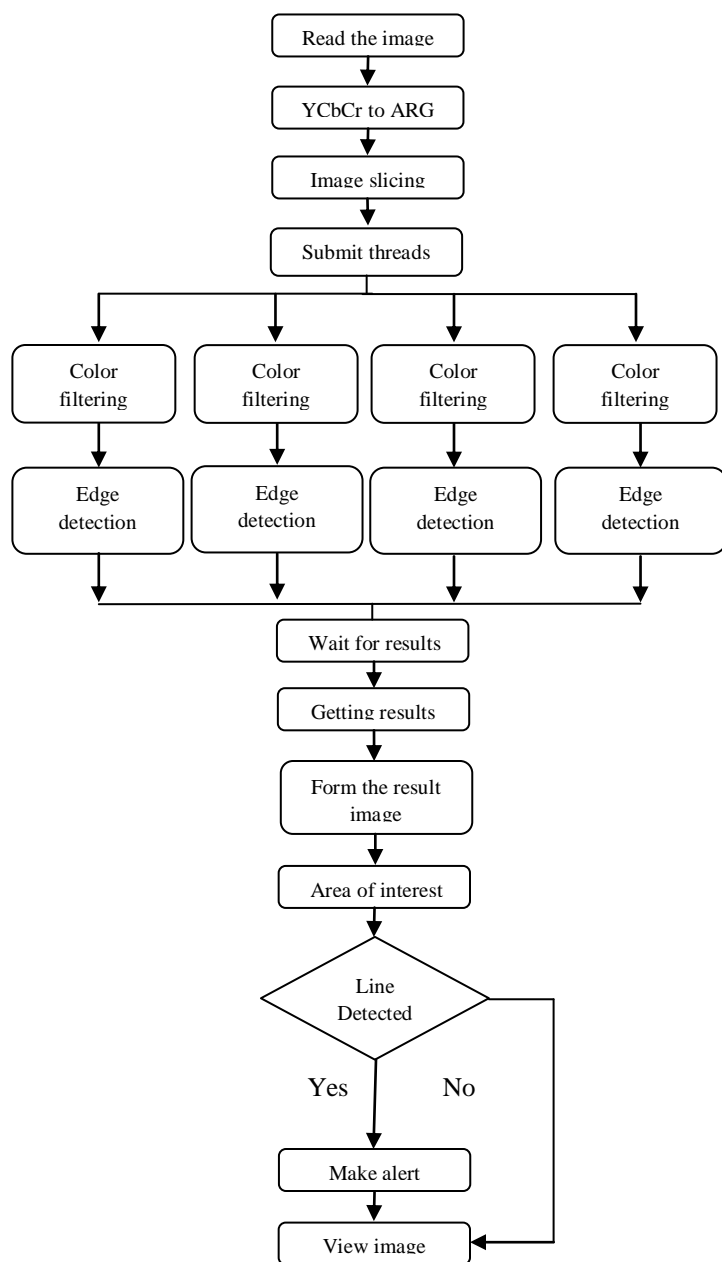 Read the image
YCbCr to ARG
Image slicing
Submit threads
Color
filtering
Color
filtering
Color
filtering
Color
filtering
Edge
detection
Edge
detection
Edge
detection
Edge
detection
Wait for results
Getting results
Form the result
image
Area of interest
Line
Detected
Yes
No
Make alert
View image